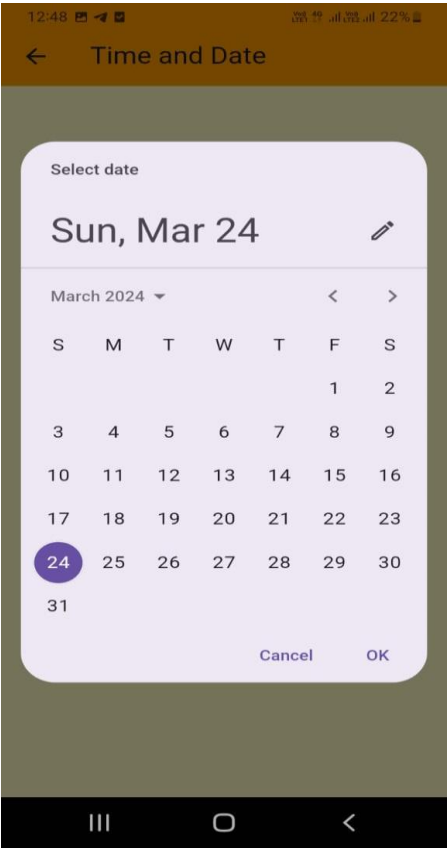 12:48 22%
Time and Date
Select date
Sun, Mar 24
March 2024
S M T W T F S
1 2
3 4 5 6 7 8 9
10 11 12 13 14 15 16
17 18 19 20 21 22 23
24 25 26 27 28 29 30
31
Cancel OK